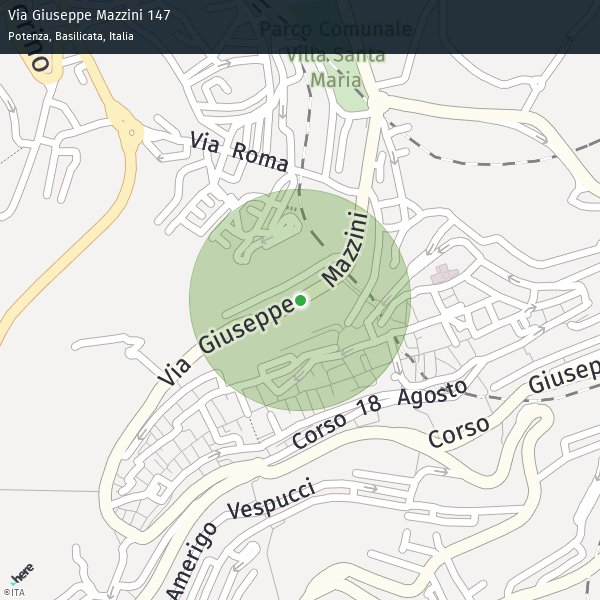 Via Giuseppe Mazzini 147
Potenza, Basilicata, Italia
Parco Comunale
Villa Santa
Maria
Via Roma
Via Giuseppe Mazzini
Corso 18 Agosto
Corso Giusepp
Amerigo Vespucci
here
©ITA